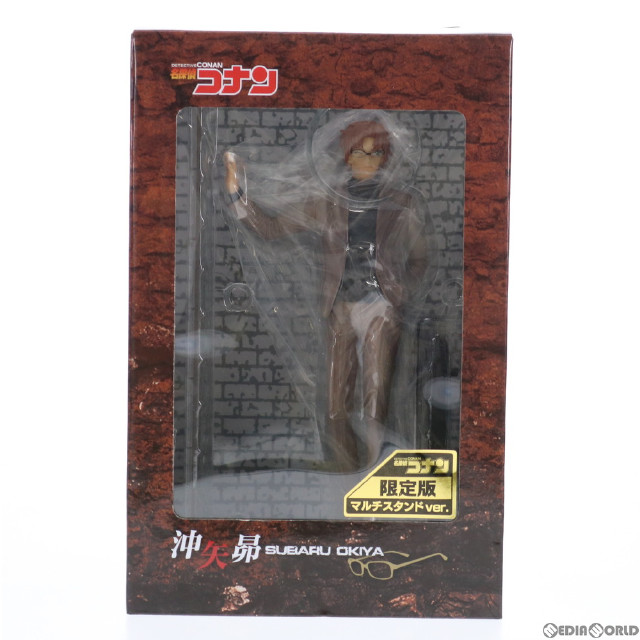 DETECTIVE CONAN
名探偵コナン
名探偵コナン
限定版
マルチスタンドver.
沖矢昴 SUBARU OKIYA
©EDIAWORLD